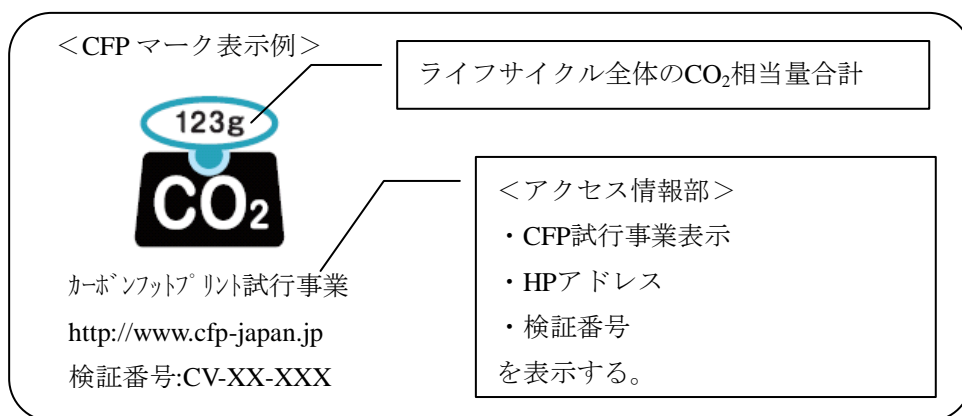 ＜CFP マーク表示例＞
ライフサイクル全体のCO₂相当量合計
123g
CO₂
カーボンフットプリント試行事業
http://www.cfp-japan.jp
検証番号:CV-XX-XXX
＜アクセス情報部＞
・CFP試行事業表示
・HPアドレス
・検証番号
を表示する。